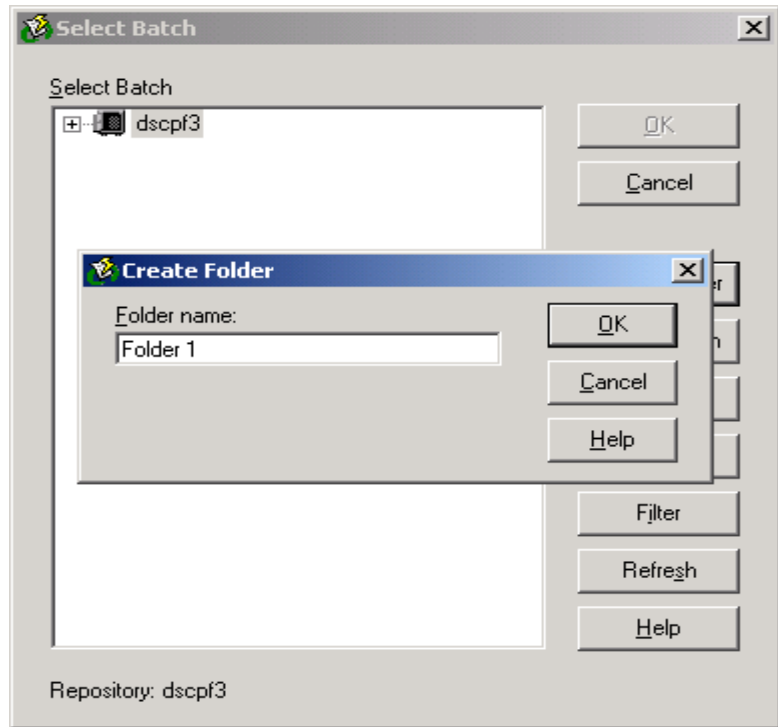 Select Batch
Select Batch
dscpf3
OK
Cancel
Create Folder
Folder name:
Folder 1
OK
Cancel
Help
Filter
Refresh
Help
Repository: dscpf3